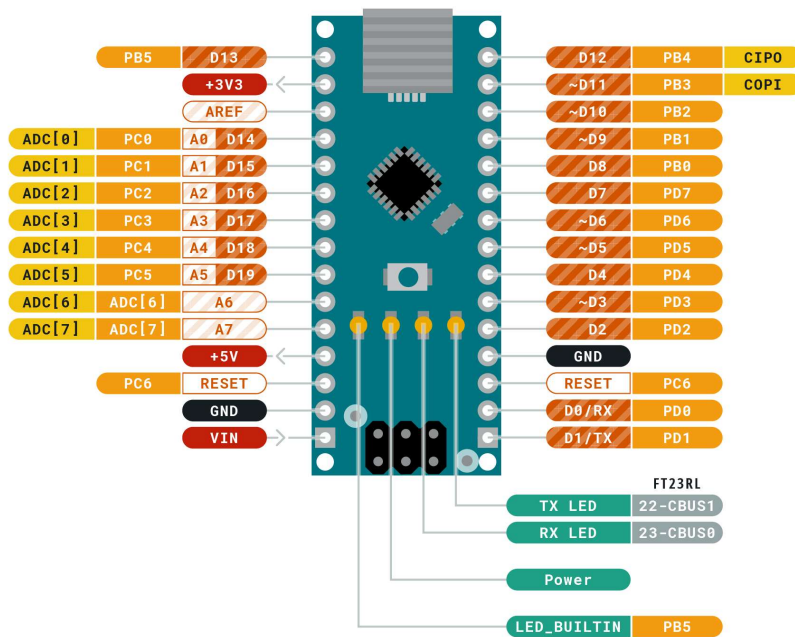 PB5 D13 D12 PB4 CIPO
+3V3 ~D11 PB3 COPI
AREF ~D10 PB2
ADC[0] PC0 A0 D14 ~D9 PB1
ADC[1] PC1 A1 D15 D8 PB0
ADC[2] PC2 A2 D16 D7 PD7
ADC[3] PC3 A3 D17 ~D6 PD6
ADC[4] PC4 A4 D18 ~D5 PD5
ADC[5] PC5 A5 D19 D4 PD4
ADC[6] ADC[6] A6 ~D3 PD3
ADC[7] ADC[7] A7 D2 PD2
+5V GND
PC6 RESET RESET PC6
GND D0/RX PD0
VIN D1/TX PD1
FT23RL
TX LED 22-CBUS1
RX LED 23-CBUS0
Power
LED_BUILTIN PB5